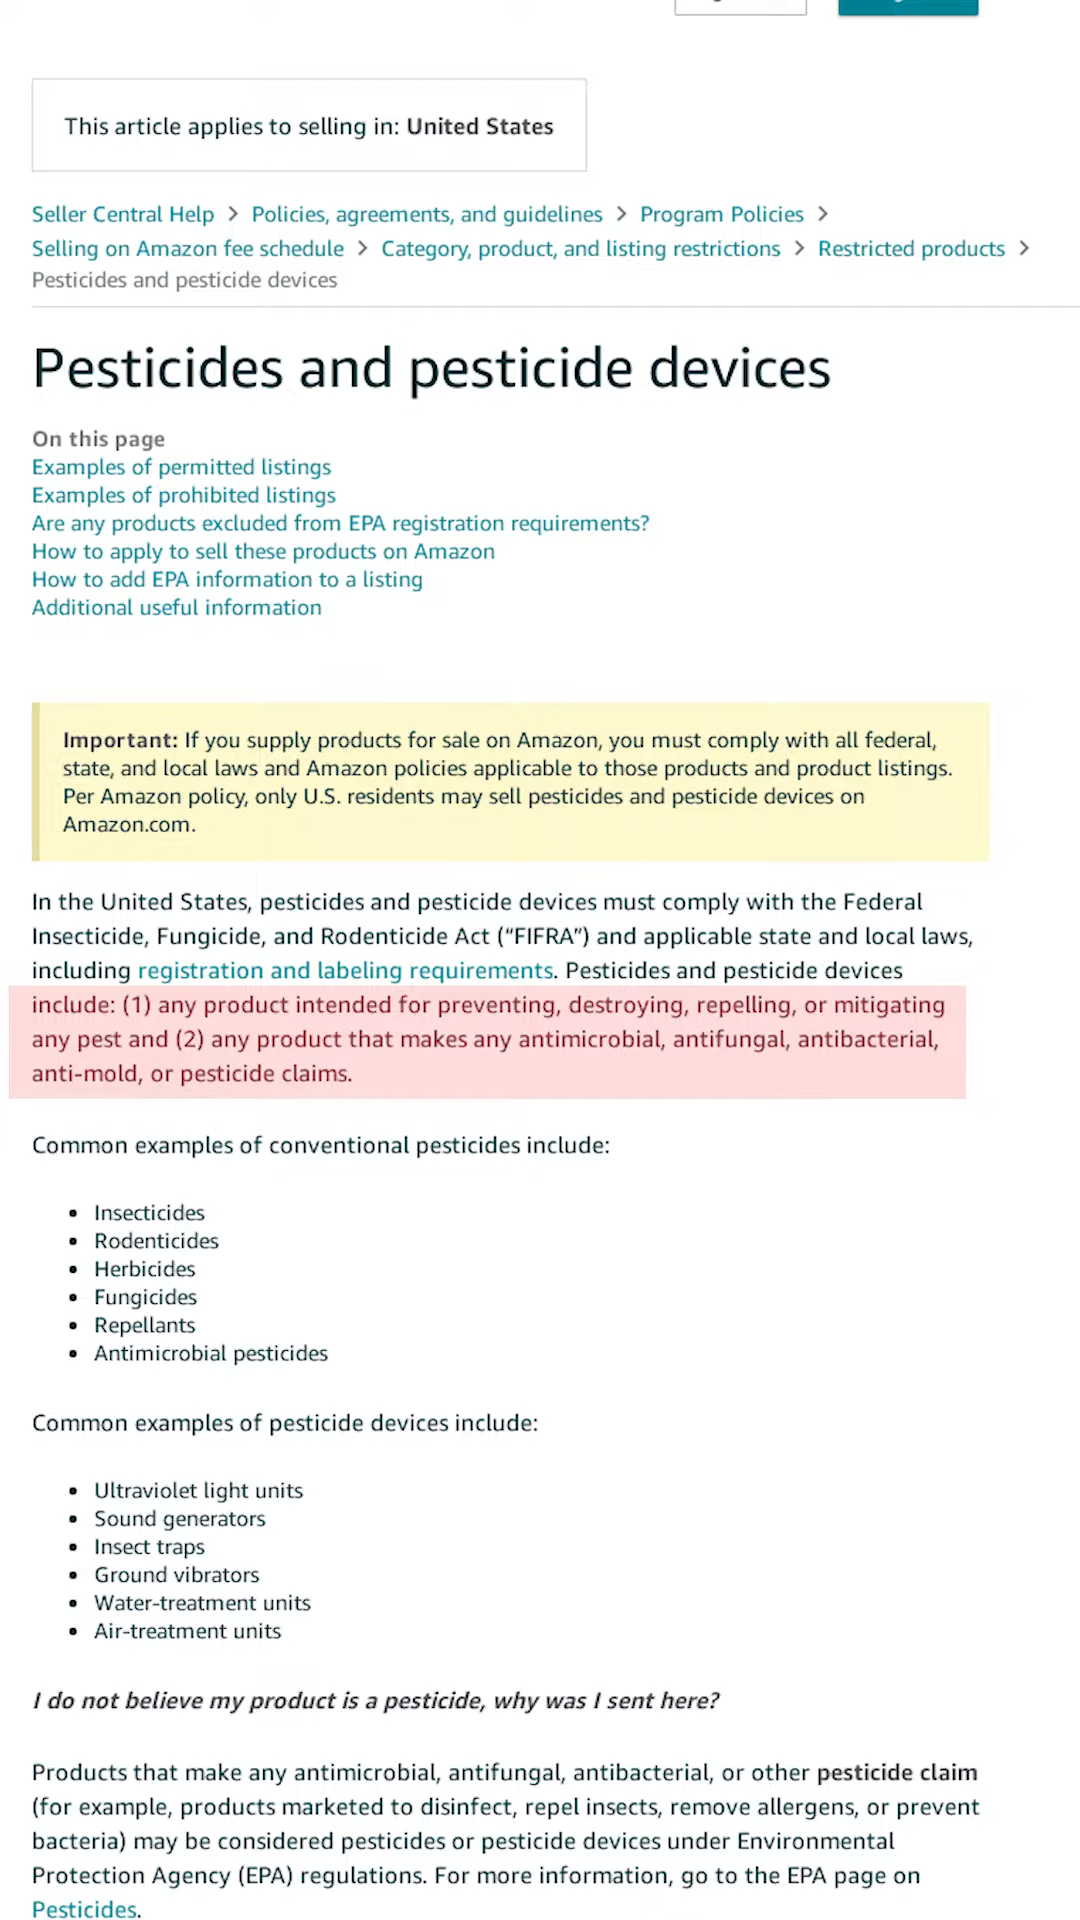 This article applies to selling in: United States
Seller Central Help > Policies, agreements, and guidelines > Program Policies >
Selling on Amazon fee schedule > Category, product, and listing restrictions > Restricted products >
Pesticides and pesticide devices
Pesticides and pesticide devices
On this page
Examples of permitted listings
Examples of prohibited listings
Are any products excluded from EPA registration requirements?
How to apply to sell these products on Amazon
How to add EPA information to a listing
Additional useful information
Important: If you supply products for sale on Amazon, you must comply with all federal,
state, and local laws and Amazon policies applicable to those products and product listings.
Per Amazon policy, only U.S. residents may sell pesticides and pesticide devices on
Amazon.com.
In the United States, pesticides and pesticide devices must comply with the Federal
Insecticide, Fungicide, and Rodenticide Act (“FIFRA”) and applicable state and local laws,
including registration and labeling requirements. Pesticides and pesticide devices
include: (1) any product intended for preventing, destroying, repelling, or mitigating
any pest and (2) any product that makes any antimicrobial, antifungal, antibacterial,
anti-mold, or pesticide claims.
Common examples of conventional pesticides include:
• Insecticides
• Rodenticides
• Herbicides
• Fungicides
• Repellants
• Antimicrobial pesticides
Common examples of pesticide devices include:
• Ultraviolet light units
• Sound generators
• Insect traps
• Ground vibrators
• Water-treatment units
• Air-treatment units
I do not believe my product is a pesticide, why was I sent here?
Products that make any antimicrobial, antifungal, antibacterial, or other pesticide claim
(for example, products marketed to disinfect, repel insects, remove allergens, or prevent
bacteria) may be considered pesticides or pesticide devices under Environmental
Protection Agency (EPA) regulations. For more information, go to the EPA page on
Pesticides.